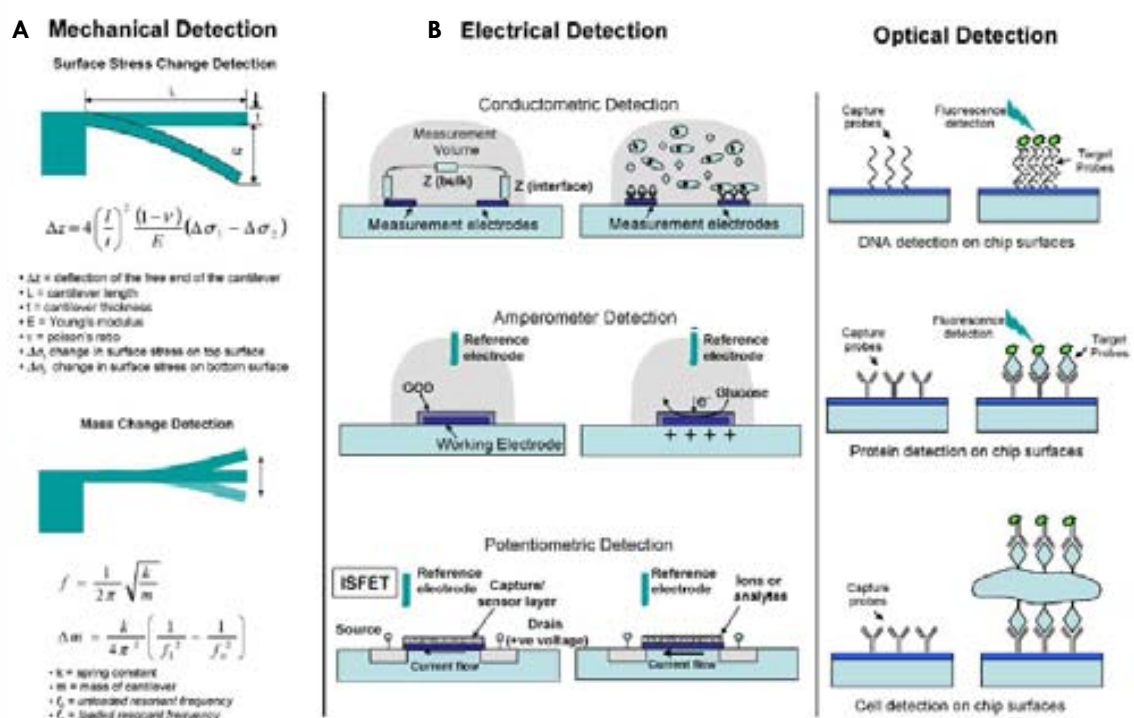 A Mechanical Detection
Surface Stress Change Detection
L
t
Δz
Δz = 4(l/t)² (1−ν)/E (Δσ₁ − Δσ₂)
• Δz = deflection of the free end of the cantilever
• L = cantilever length
• t = cantilever thickness
• E = Young's modulus
• ν = poison's ratio
• Δσ₁ change in surface stress on top surface
• Δσ₂ change in surface stress on bottom surface
Mass Change Detection
f = 1/2π √k/m
Δm = k/4π² (1/f₁² − 1/f₀²)
• k = spring constant
• m = mass of cantilever
• f₀ = unloaded resonant frequency
• f₁ = loaded resonant frequency
B Electrical Detection
Conductometric Detection
Measurement
Volume
Z (bulk)
Z (interface)
Measurement electrodes
Measurement electrodes
Amperometer Detection
Reference
electrode
GOD
Working Electrode
Reference
electrode
e⁻
Glucose
+ + + +
Potentiometric Detection
ISFET
Reference
electrode
Capture/
sensor layer
Source
Drain
(+ve voltage)
Current flow
Reference
electrode
Ions or
analytes
Current flow
Optical Detection
Capture
probes
Fluorescence
detection
Target
Probes
DNA detection on chip surfaces
Capture
probes
Fluorescence
detection
Target
Probes
Protein detection on chip surfaces
Capture
probes
Cell detection on chip surfaces